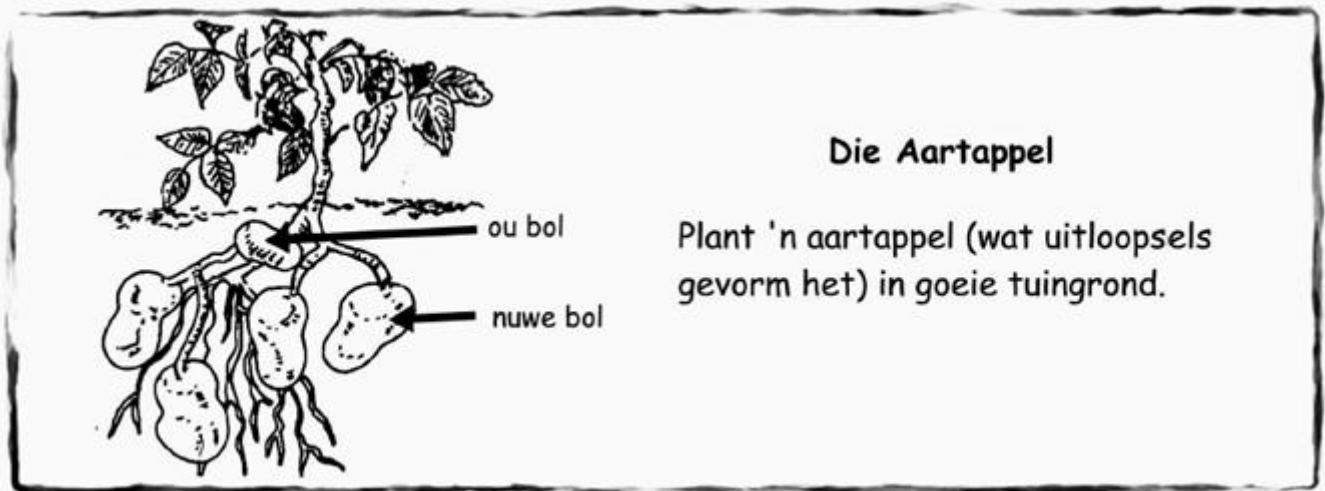 Die Aartappel
ou bol
Plant 'n aartappel (wat uitloopsels
gevorm het) in goeie tuingrond.
nuwe bol